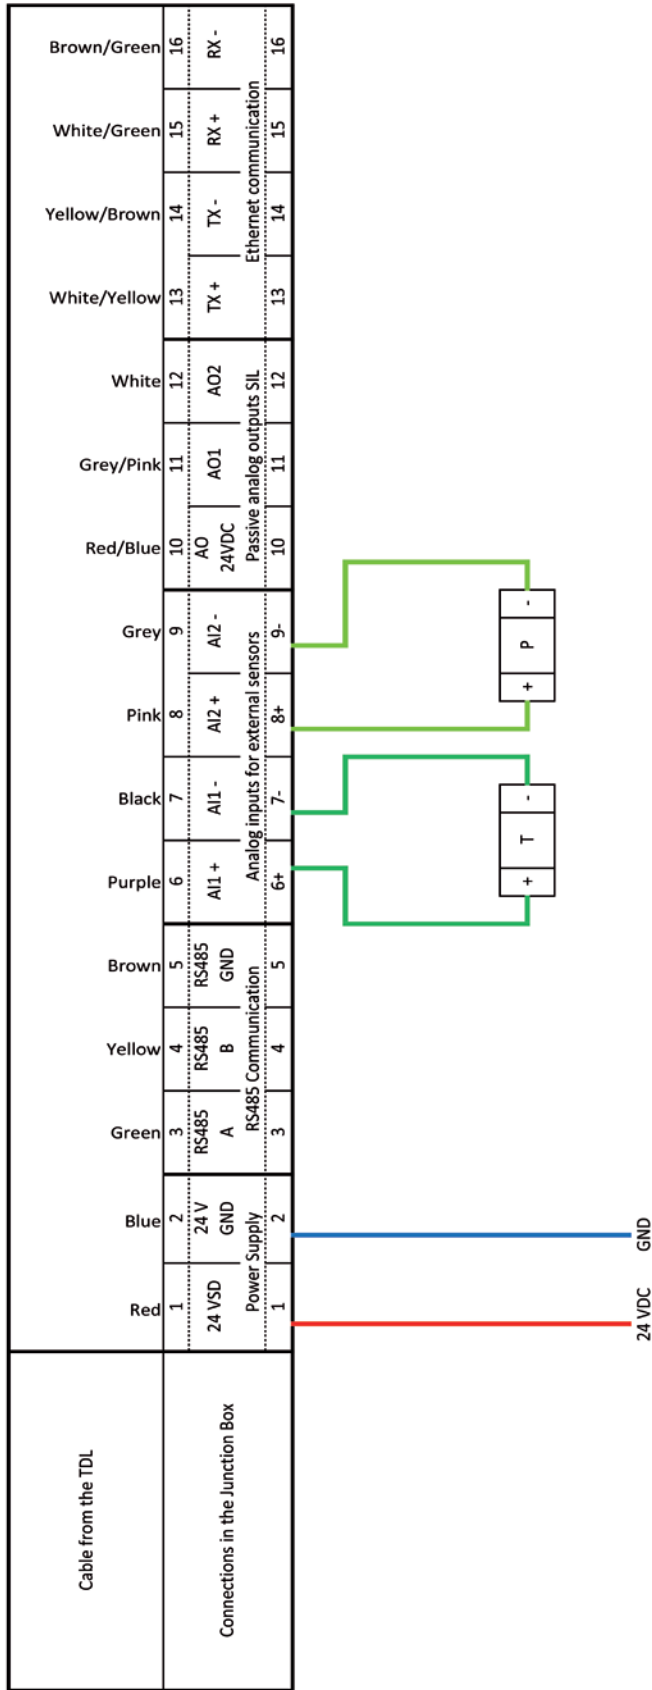 Cable from the TDL
Red
Blue
Green
Yellow
Brown
Purple
Black
Pink
Grey
Red/Blue
Grey/Pink
White
White/Yellow
Yellow/Brown
White/Green
Brown/Green
Connections in the Junction Box
1 2 3 4 5 6 7 8 9 10 11 12 13 14 15 16
24 VSD
24 V
GND
RS485
A
RS485
B
RS485
GND
AI1 +
AI1 -
AI2 +
AI2 -
AO
24VDC
AO1
AO2
TX +
TX -
RX +
RX -
Power Supply
RS485 Communication
Analog inputs for external sensors
Passive analog outputs SIL
Ethernet communication
1 2 3 4 5 6+ 7- 8+ 9- 10 11 12 13 14 15 16
+ T -
+ P -
24 VDC
GND